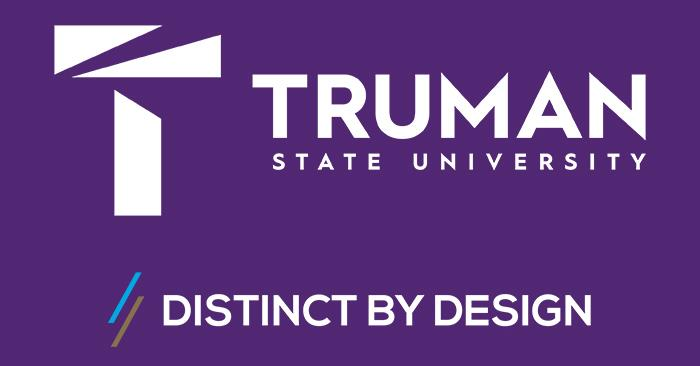 TRUMAN
STATE UNIVERSITY
DISTINCT BY DESIGN